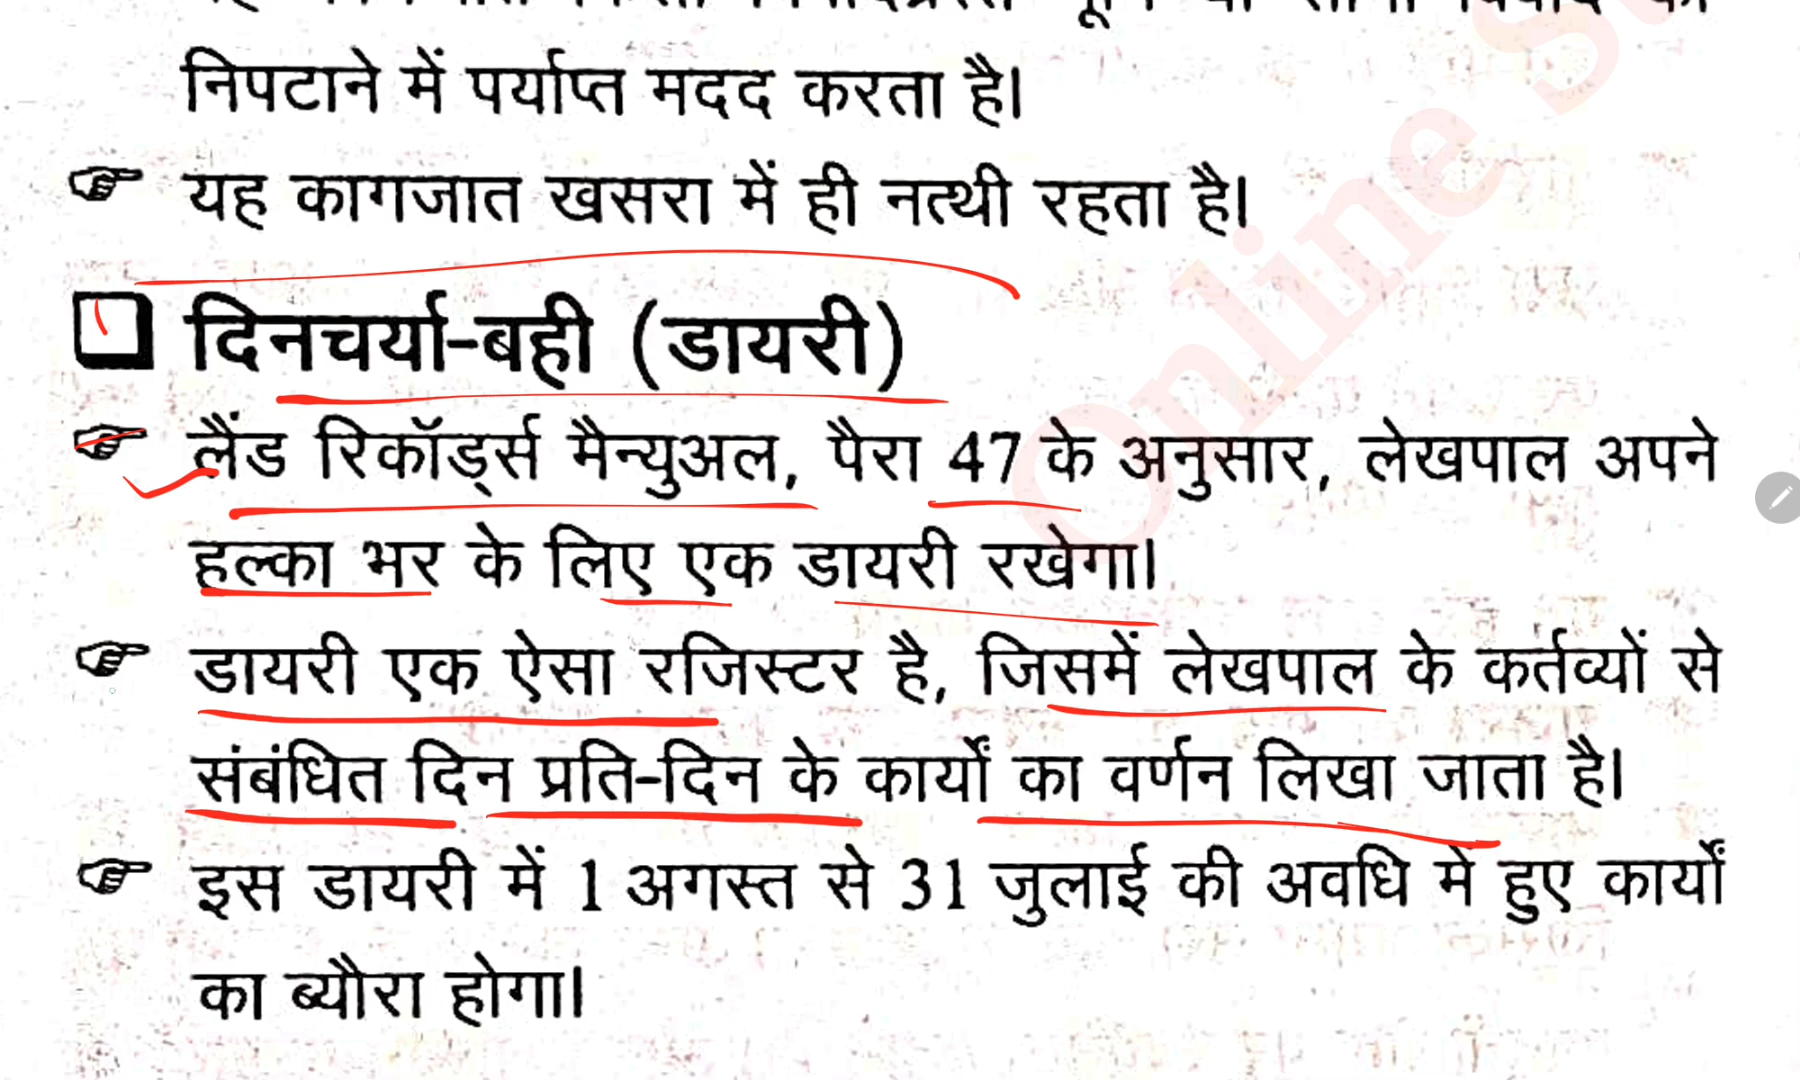 निपटाने में पर्याप्त मदद करता है।
यह कागजात खसरा में ही नत्थी रहता है।
दिनचर्या-बही (डायरी)
लैंड रिकॉर्ड्स मैन्युअल, पैरा 47 के अनुसार, लेखपाल अपने
हल्का भर के लिए एक डायरी रखेगा।
डायरी एक ऐसा रजिस्टर है, जिसमें लेखपाल के कर्तव्यों से
संबंधित दिन प्रति-दिन के कार्यों का वर्णन लिखा जाता है।
इस डायरी में 1 अगस्त से 31 जुलाई की अवधि मे हुए कार्यों
का ब्यौरा होगा।
Online